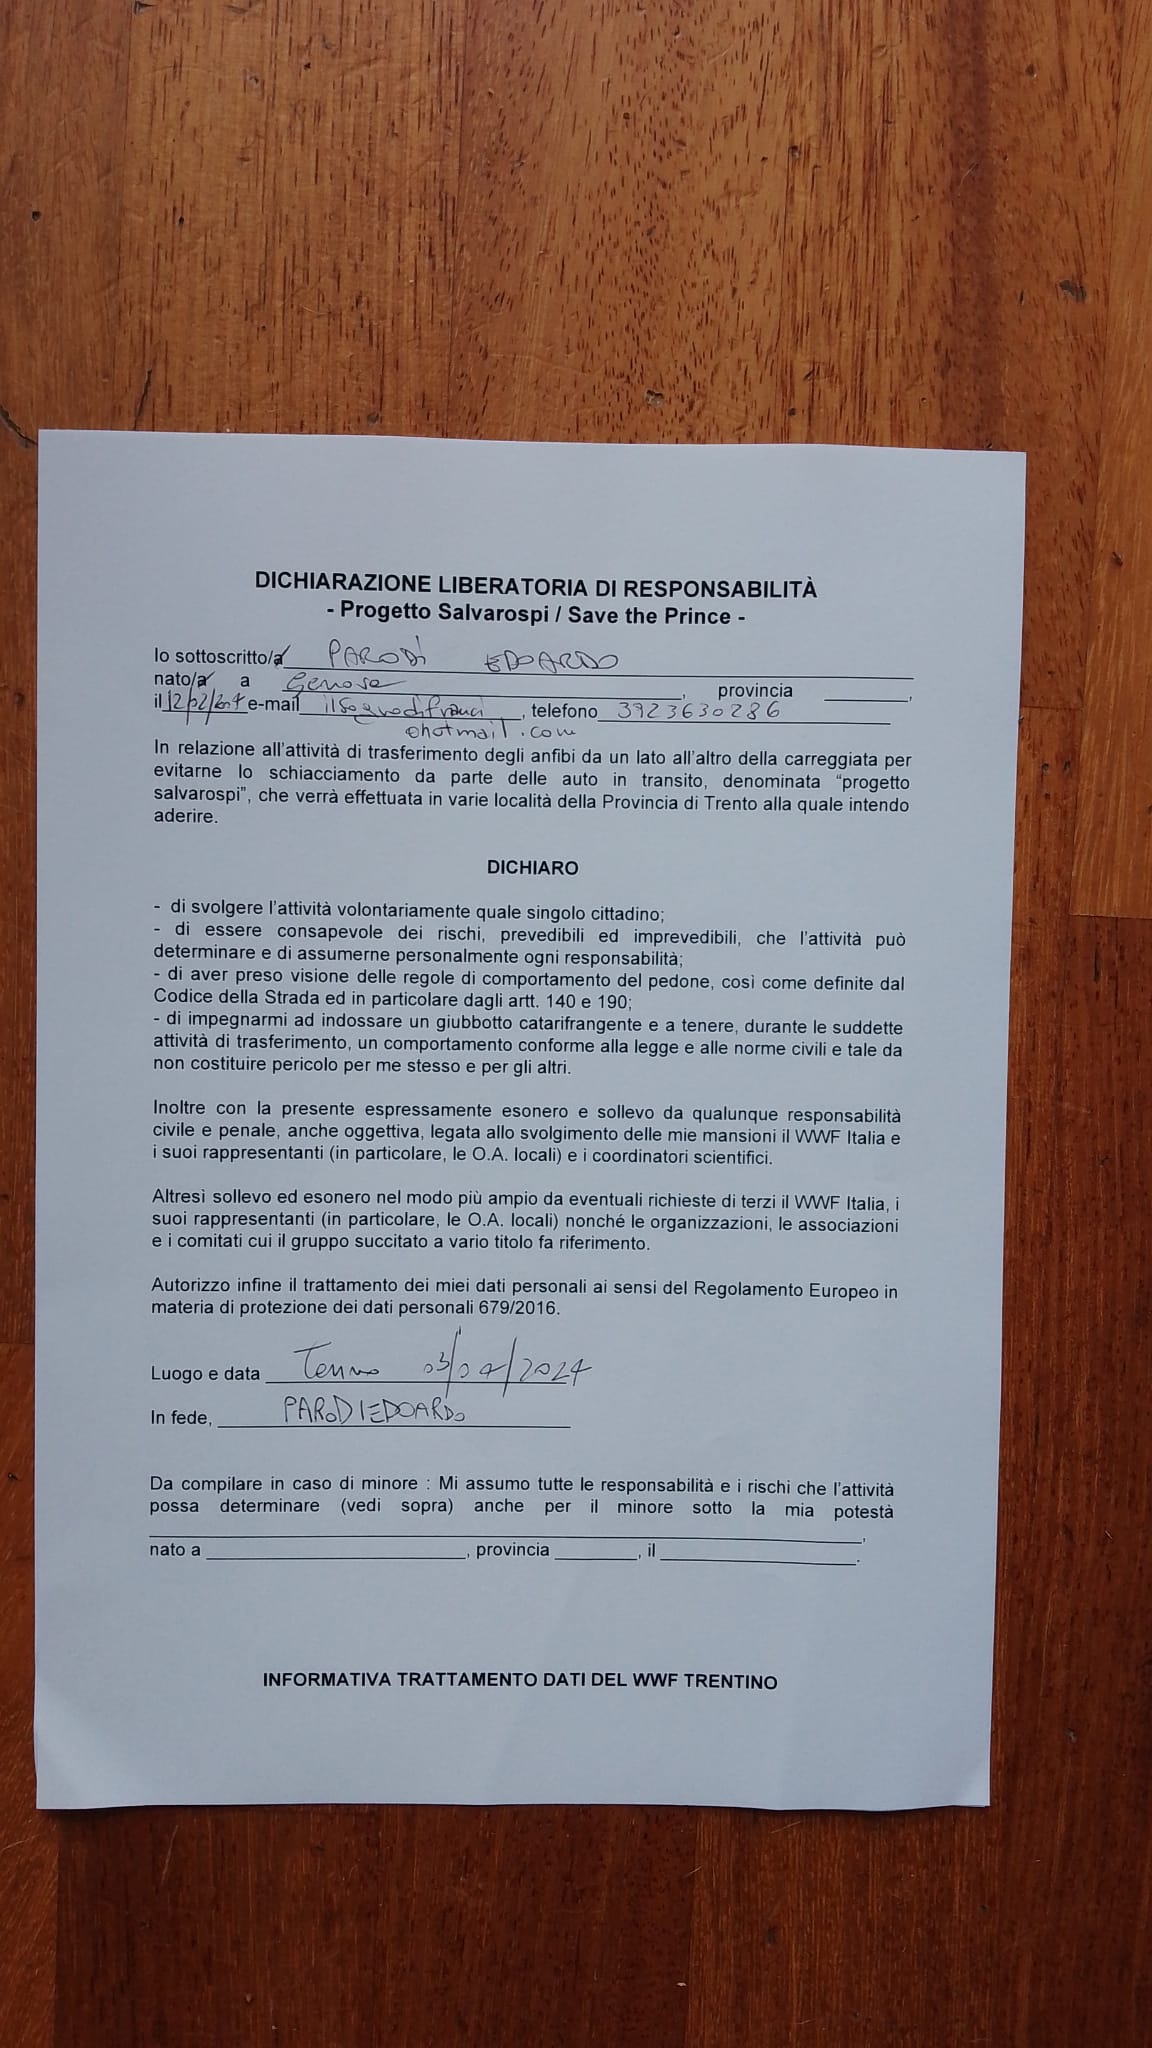 DICHIARAZIONE LIBERATORIA DI RESPONSABILITÀ
- Progetto Salvarospi / Save the Prince -
Io sottoscritto/a PARODI EDOARDO
nato/a a Genova, provincia
il e-mail ilsognodifranci, telefono 3923630286
@hotmail.com
In relazione all'attività di trasferimento degli anfibi da un lato all'altro della carreggiata per
evitarne lo schiacciamento da parte delle auto in transito, denominata "progetto
salvarospi", che verrà effettuata in varie località della Provincia di Trento alla quale intendo
aderire.
DICHIARO
- di svolgere l'attività volontariamente quale singolo cittadino;
- di essere consapevole dei rischi, prevedibili ed imprevedibili, che l'attività può
determinare e di assumerne personalmente ogni responsabilità;
- di aver preso visione delle regole di comportamento del pedone, così come definite dal
Codice della Strada ed in particolare dagli artt. 140 e 190;
- di impegnarmi ad indossare un giubbotto catarifrangente e a tenere, durante le suddette
attività di trasferimento, un comportamento conforme alla legge e alle norme civili e tale da
non costituire pericolo per me stesso e per gli altri.
Inoltre con la presente espressamente esonero e sollevo da qualunque responsabilità
civile e penale, anche oggettiva, legata allo svolgimento delle mie mansioni il WWF Italia e
i suoi rappresentanti (in particolare, le O.A. locali) e i coordinatori scientifici.
Altresì sollevo ed esonero nel modo più ampio da eventuali richieste di terzi il WWF Italia, i
suoi rappresentanti (in particolare, le O.A. locali) nonché le organizzazioni, le associazioni
e i comitati cui il gruppo succitato a vario titolo fa riferimento.
Autorizzo infine il trattamento dei miei dati personali ai sensi del Regolamento Europeo in
materia di protezione dei dati personali 679/2016.
Luogo e data Tenno 03/04/2024
In fede, PARODI EDOARDO
Da compilare in caso di minore : Mi assumo tutte le responsabilità e i rischi che l'attività
possa determinare (vedi sopra) anche per il minore sotto la mia potestà
,
nato a , provincia , il .
INFORMATIVA TRATTAMENTO DATI DEL WWF TRENTINO